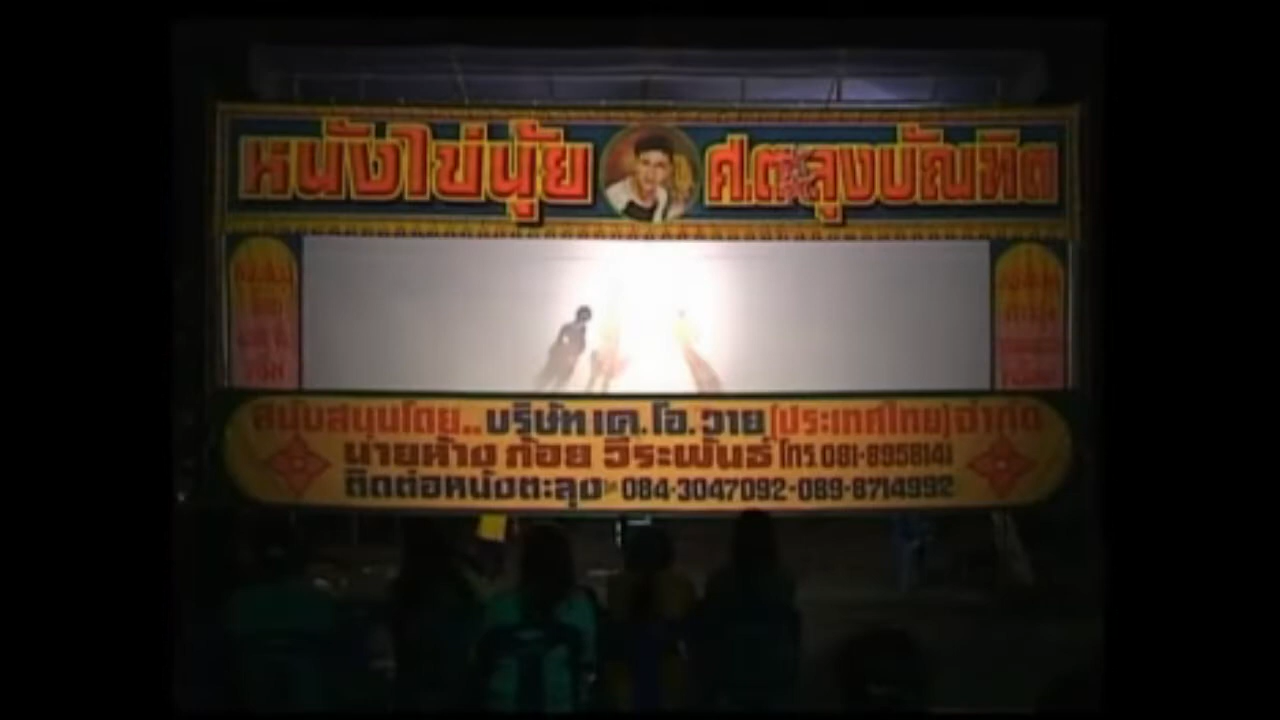 หนังไข่นุ้ย ศ.ตะลุงบัณฑิต
สนับสนุนโดย.. บริษัท เค.โอ.วาย (ประเทศไทย) จำกัด
นายห้าง ก้อย วีระพันธ์ โทร. 081-8958141
ติดต่อหนังตะลุง 084-3047092-089-8714992